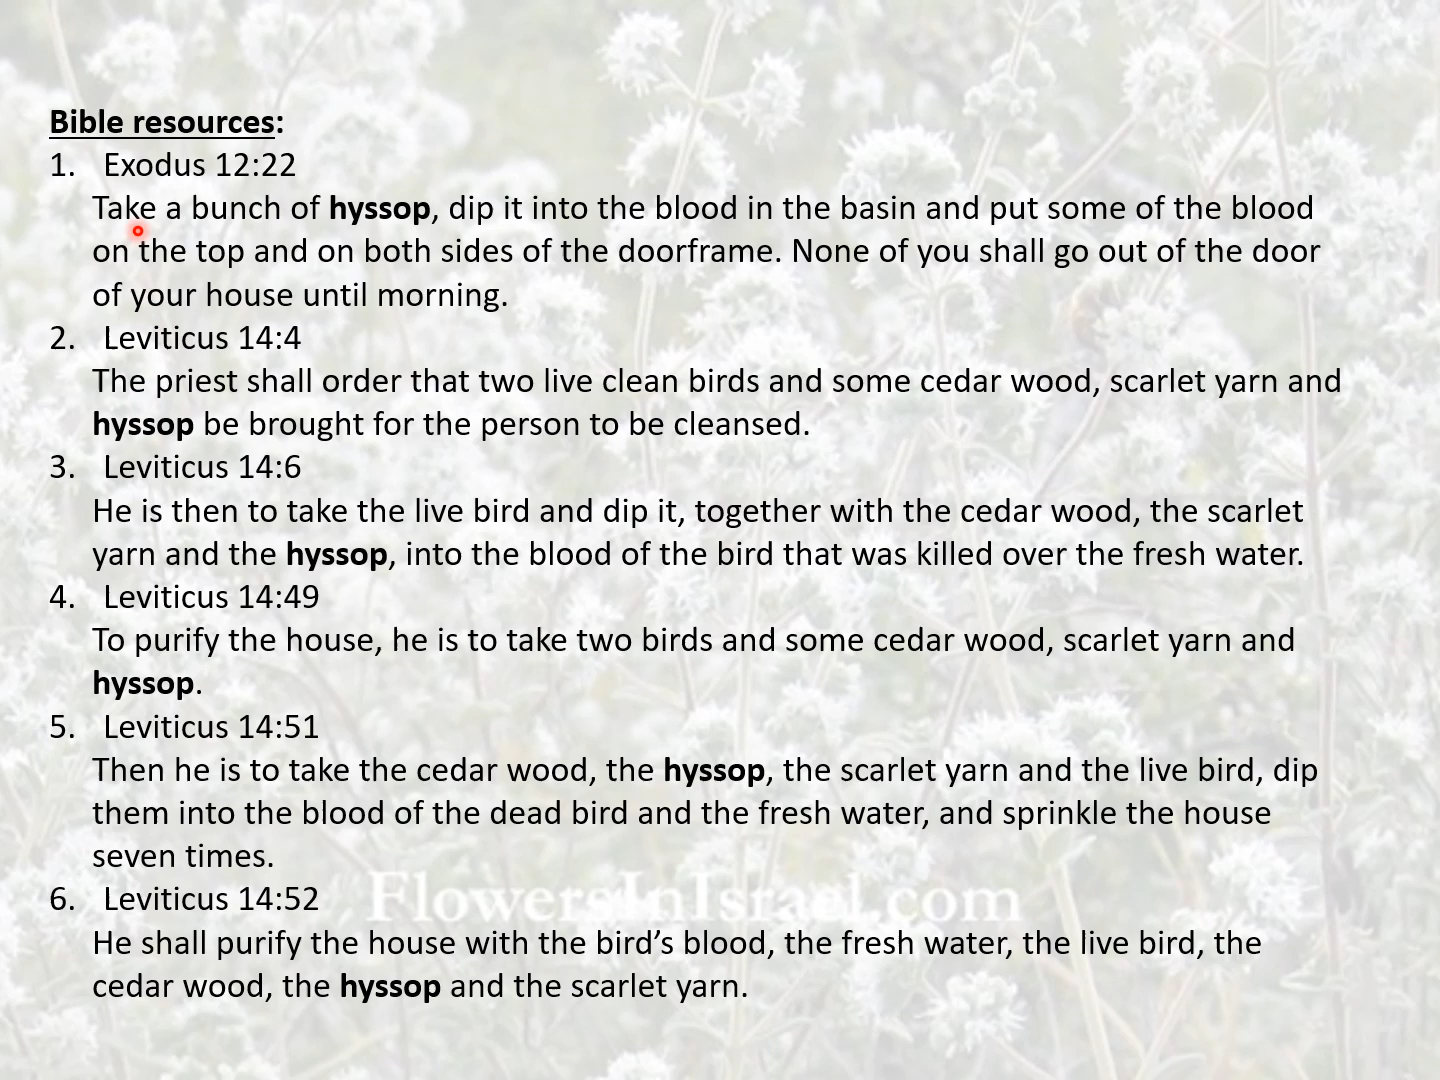 Bible resources:
1. Exodus 12:22
Take a bunch of hyssop, dip it into the blood in the basin and put some of the blood
on the top and on both sides of the doorframe. None of you shall go out of the door
of your house until morning.
2. Leviticus 14:4
The priest shall order that two live clean birds and some cedar wood, scarlet yarn and
hyssop be brought for the person to be cleansed.
3. Leviticus 14:6
He is then to take the live bird and dip it, together with the cedar wood, the scarlet
yarn and the hyssop, into the blood of the bird that was killed over the fresh water.
4. Leviticus 14:49
To purify the house, he is to take two birds and some cedar wood, scarlet yarn and
hyssop.
5. Leviticus 14:51
Then he is to take the cedar wood, the hyssop, the scarlet yarn and the live bird, dip
them into the blood of the dead bird and the fresh water, and sprinkle the house
seven times.
6. Leviticus 14:52
FlowersInIsrael.com
He shall purify the house with the bird’s blood, the fresh water, the live bird, the
cedar wood, the hyssop and the scarlet yarn.